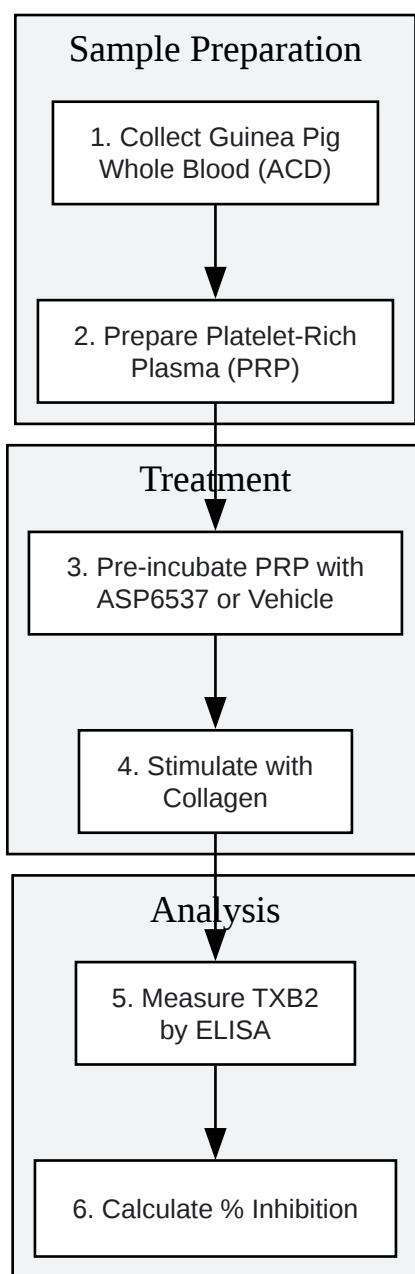 Sample Preparation
1. Collect Guinea Pig
Whole Blood (ACD)
2. Prepare Platelet-Rich
Plasma (PRP)
Treatment
3. Pre-incubate PRP with
ASP6537 or Vehicle
4. Stimulate with
Collagen
Analysis
5. Measure TXB2
by ELISA
6. Calculate % Inhibition